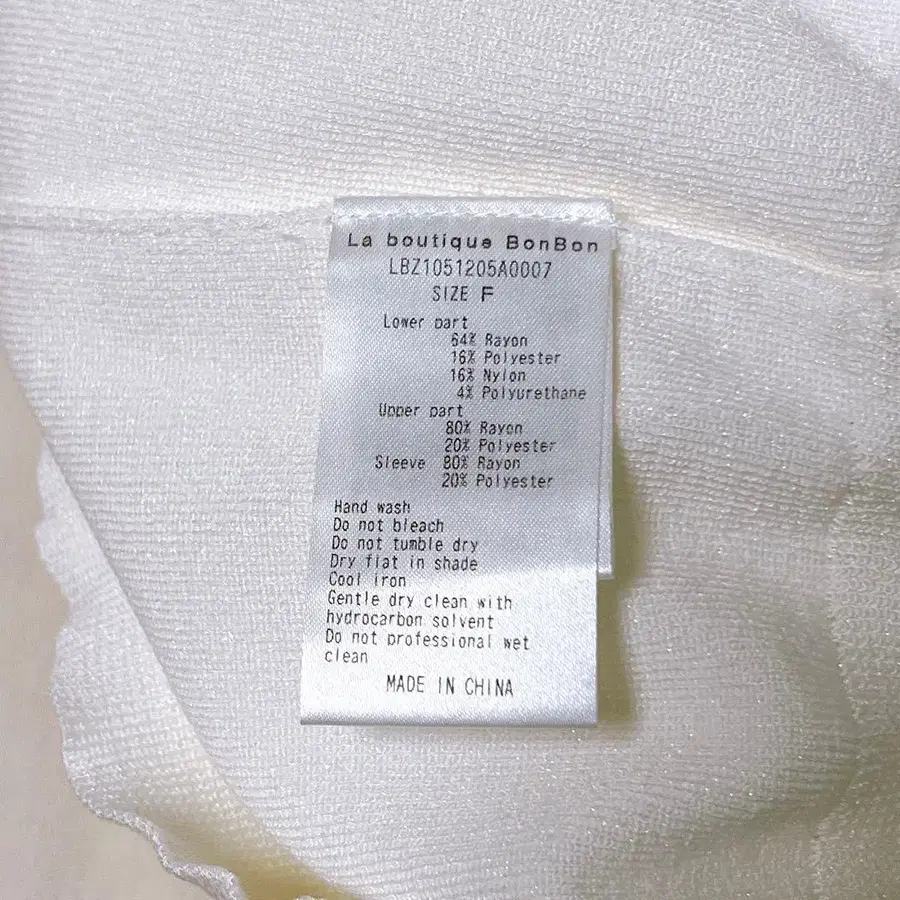 La boutique BonBon
LBZ1051205A0007
SIZE F
Lower part
64% Rayon
16% Polyester
16% Nylon
4% Polyurethane
Upper part
80% Rayon
20% Polyester
Sleeve 80% Rayon
20% Polyester
Hand wash
Do not bleach
Do not tumble dry
Dry flat in shade
Cool iron
Gentle dry clean with
hydrocarbon solvent
Do not professional wet
clean
MADE IN CHINA